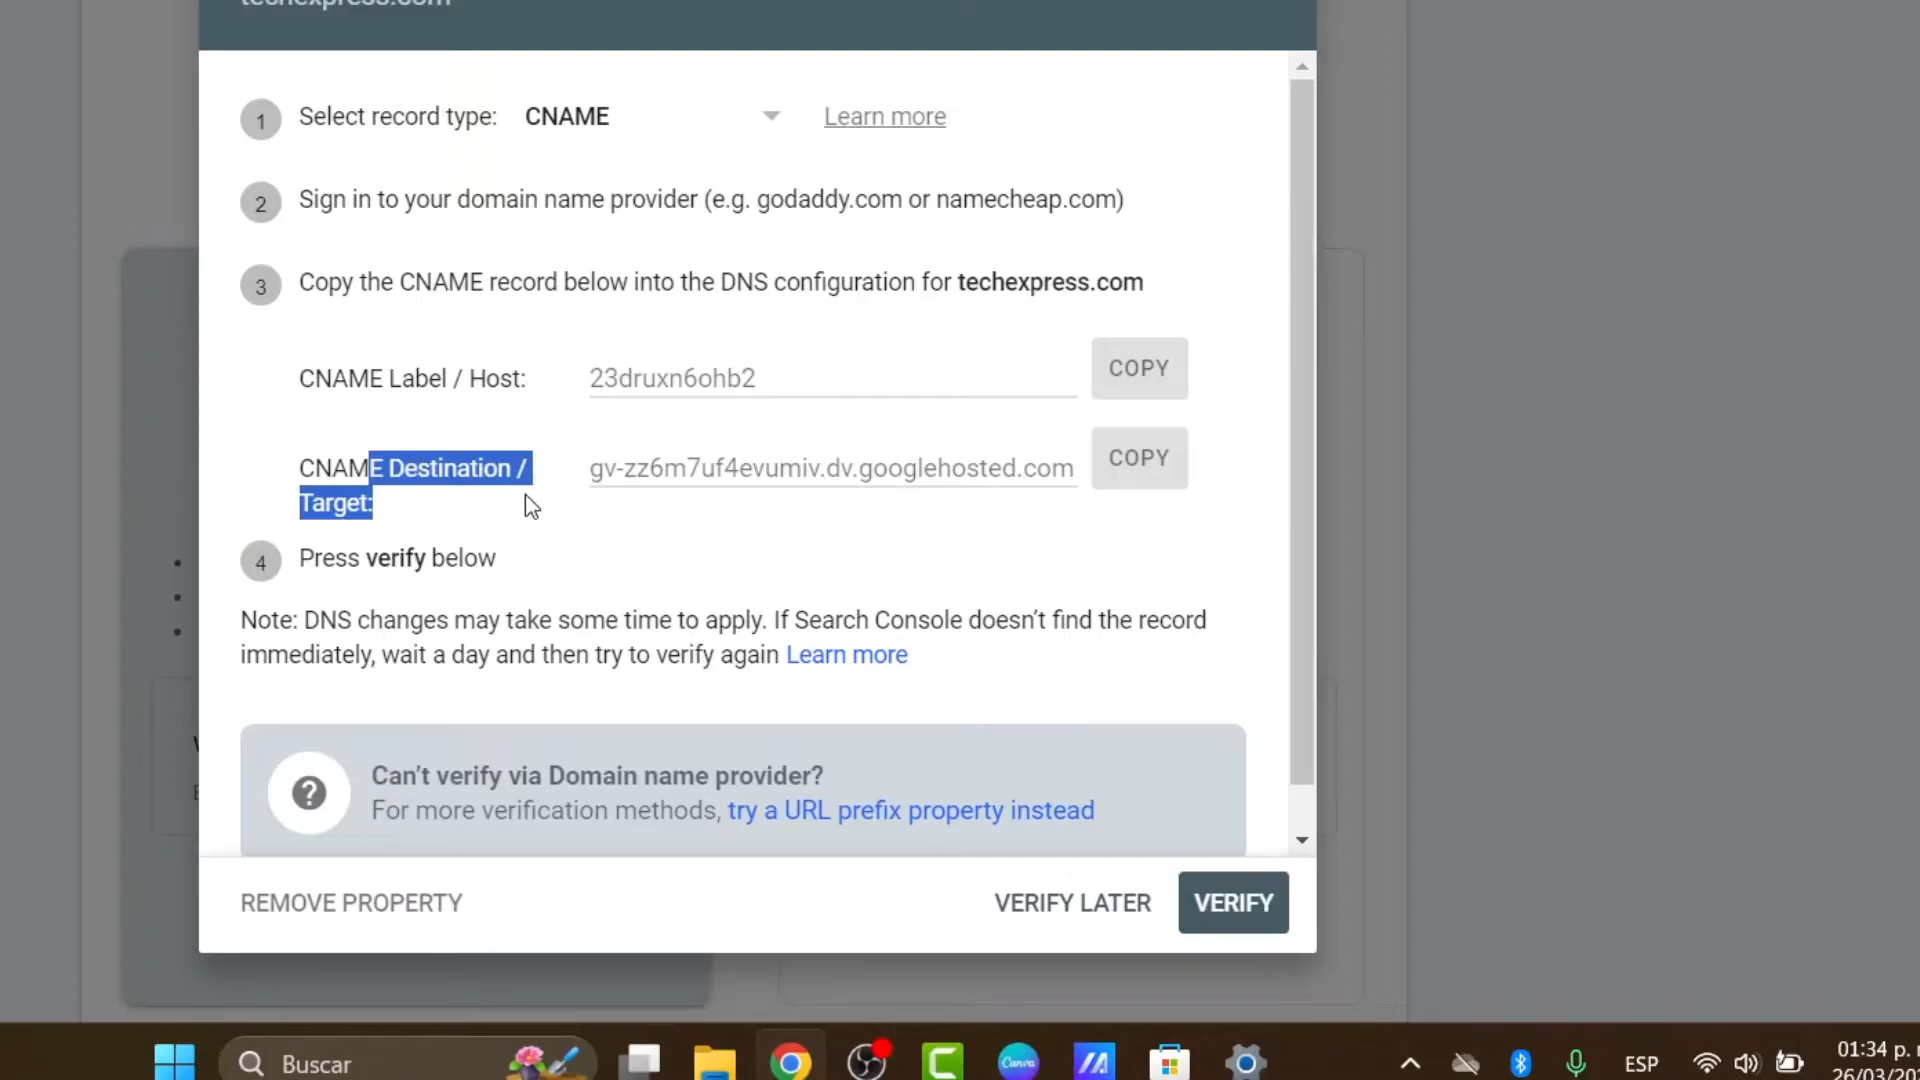 techexpress.com
1 Select record type: CNAME Learn more
2 Sign in to your domain name provider (e.g. godaddy.com or namecheap.com)
3 Copy the CNAME record below into the DNS configuration for techexpress.com
CNAME Label / Host: 23druxn6ohb2 COPY
CNAME Destination / gv-zz6m7uf4evumiv.dv.googlehosted.com COPY
Target:
4 Press verify below
Note: DNS changes may take some time to apply. If Search Console doesn’t find the record
immediately, wait a day and then try to verify again Learn more
? Can’t verify via Domain name provider?
For more verification methods, try a URL prefix property instead
REMOVE PROPERTY VERIFY LATER VERIFY
Buscar Canva ESP 01:34 p.